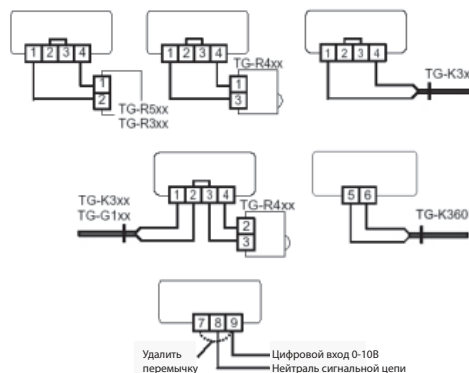 1 2 3 4
1
2
TG-R5xx
TG-R3xx
1 2 3 4
TG-R4xx
1
3
1 2 3 4
TG-K3x
TG-K3xx
TG-G1xx
1 2 3 4
TG-R4xx
2
3
5 6
TG-K360
7 8 9
Удалить
перемычку
Цифровой вход 0-10В
Нейтраль сигнальной цепи